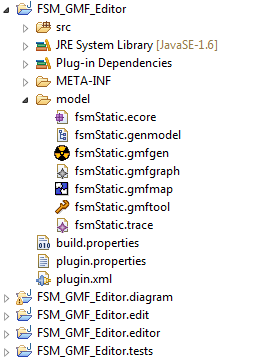 FSM_GMF_Editor
src
JRE System Library [JavaSE-1.6]
Plug-in Dependencies
META-INF
model
fsmStatic.ecore
fsmStatic.genmodel
fsmStatic.gmfgen
fsmStatic.gmfgraph
fsmStatic.gmfmap
fsmStatic.gmftool
fsmStatic.trace
build.properties
plugin.properties
plugin.xml
FSM_GMF_Editor.diagram
FSM_GMF_Editor.edit
FSM_GMF_Editor.editor
FSM_GMF_Editor.tests